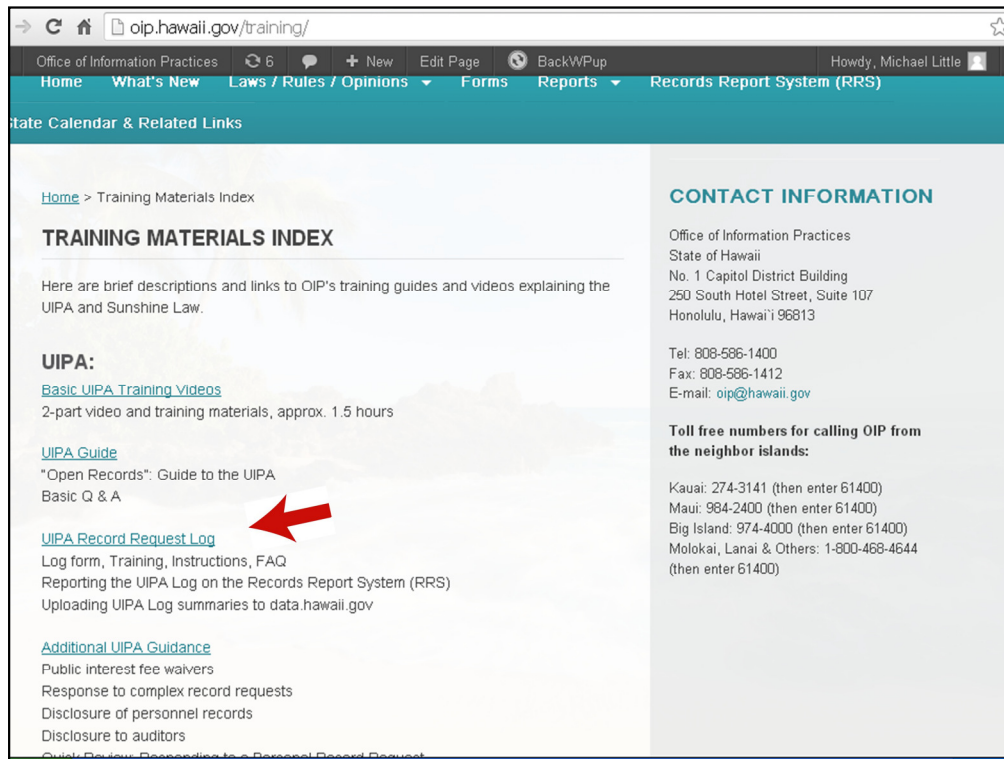 oip.hawaii.gov/training/
Office of Information Practices 6 + New Edit Page BackWPup Howdy, Michael Little
Home What's New Laws / Rules / Opinions Forms Reports Records Report System (RRS)
State Calendar & Related Links
Home > Training Materials Index
TRAINING MATERIALS INDEX
Here are brief descriptions and links to OIP's training guides and videos explaining the
UIPA and Sunshine Law.
UIPA:
Basic UIPA Training Videos
2-part video and training materials, approx. 1.5 hours
UIPA Guide
"Open Records": Guide to the UIPA
Basic Q & A
UIPA Record Request Log
Log form, Training, Instructions, FAQ
Reporting the UIPA Log on the Records Report System (RRS)
Uploading UIPA Log summaries to data.hawaii.gov
Additional UIPA Guidance
Public interest fee waivers
Response to complex record requests
Disclosure of personnel records
Disclosure to auditors
Quick Review: Responding to a Personal Record Request
CONTACT INFORMATION
Office of Information Practices
State of Hawaii
No. 1 Capitol District Building
250 South Hotel Street, Suite 107
Honolulu, Hawai`i 96813
Tel: 808-586-1400
Fax: 808-586-1412
E-mail: oip@hawaii.gov
Toll free numbers for calling OIP from
the neighbor islands:
Kauai: 274-3141 (then enter 61400)
Maui: 984-2400 (then enter 61400)
Big Island: 974-4000 (then enter 61400)
Molokai, Lanai & Others: 1-800-468-4644
(then enter 61400)